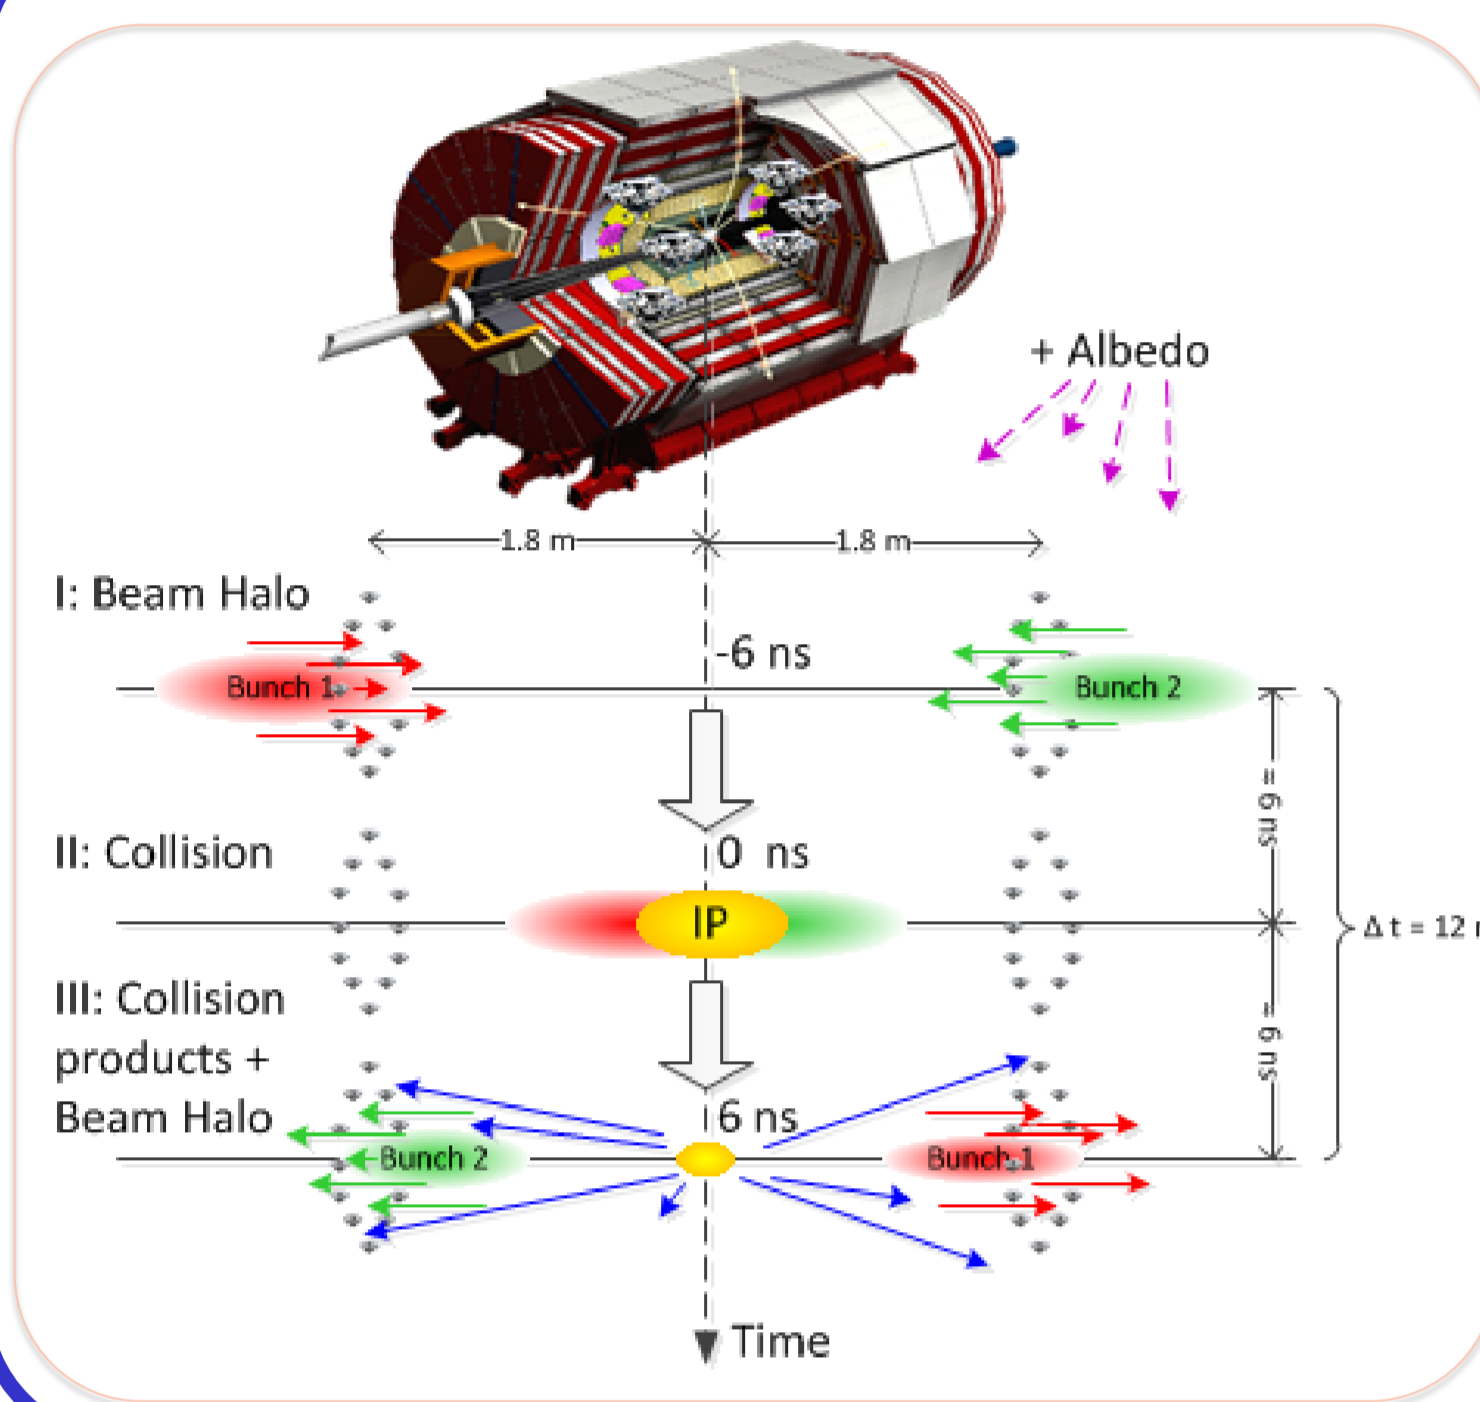 + Albedo
1.8 m
1.8 m
I: Beam Halo
-6 ns
Bunch 1
Bunch 2
= 6 ns
II: Collision
0 ns
IP
Δ t = 12
III: Collision
products +
Beam Halo
= 6 ns
6 ns
Bunch 2
Bunch 1
Time